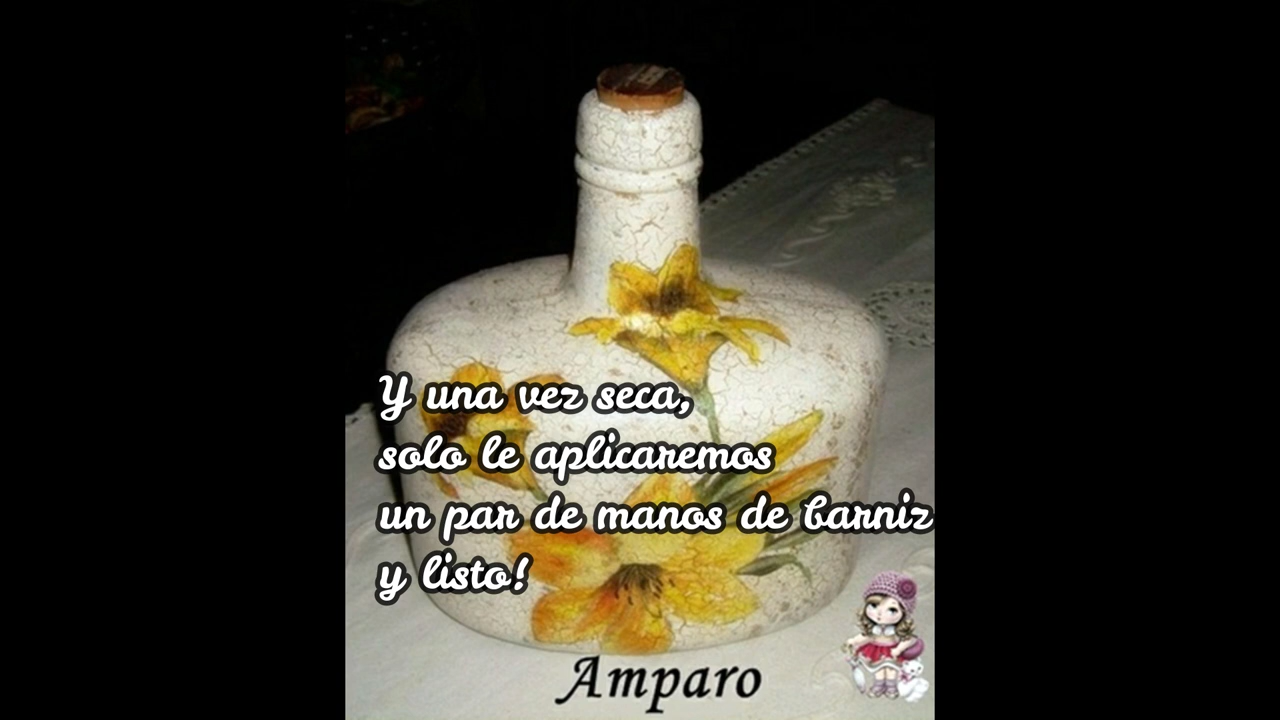 Y una vez seca,
solo le aplicaremos
un par de manos de barniz
y listo!
Amparo